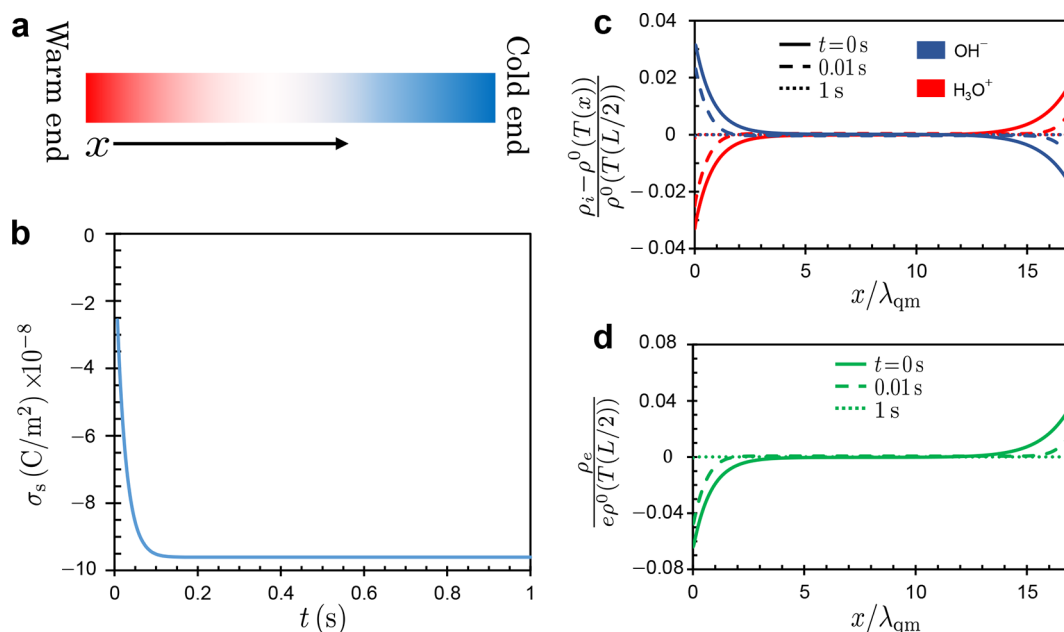 a
Warm end
Cold end
x
b
0
−2
−4
−6
−8
−10
σs (C/m²) ×10⁻⁸
0
0.2
0.4
0.6
0.8
1
t (s)
c
0.04
0.02
0
−0.02
−0.04
ρi−ρ⁰(T(x))
ρ⁰(T(L/2))
t=0 s
0.01 s
1 s
OH⁻
H₃O⁺
0
5
10
15
x/λqm
d
0.08
0.04
0
−0.04
−0.08
ρe
eρ⁰(T(L/2))
t=0 s
0.01 s
1 s
0
5
10
15
x/λqm